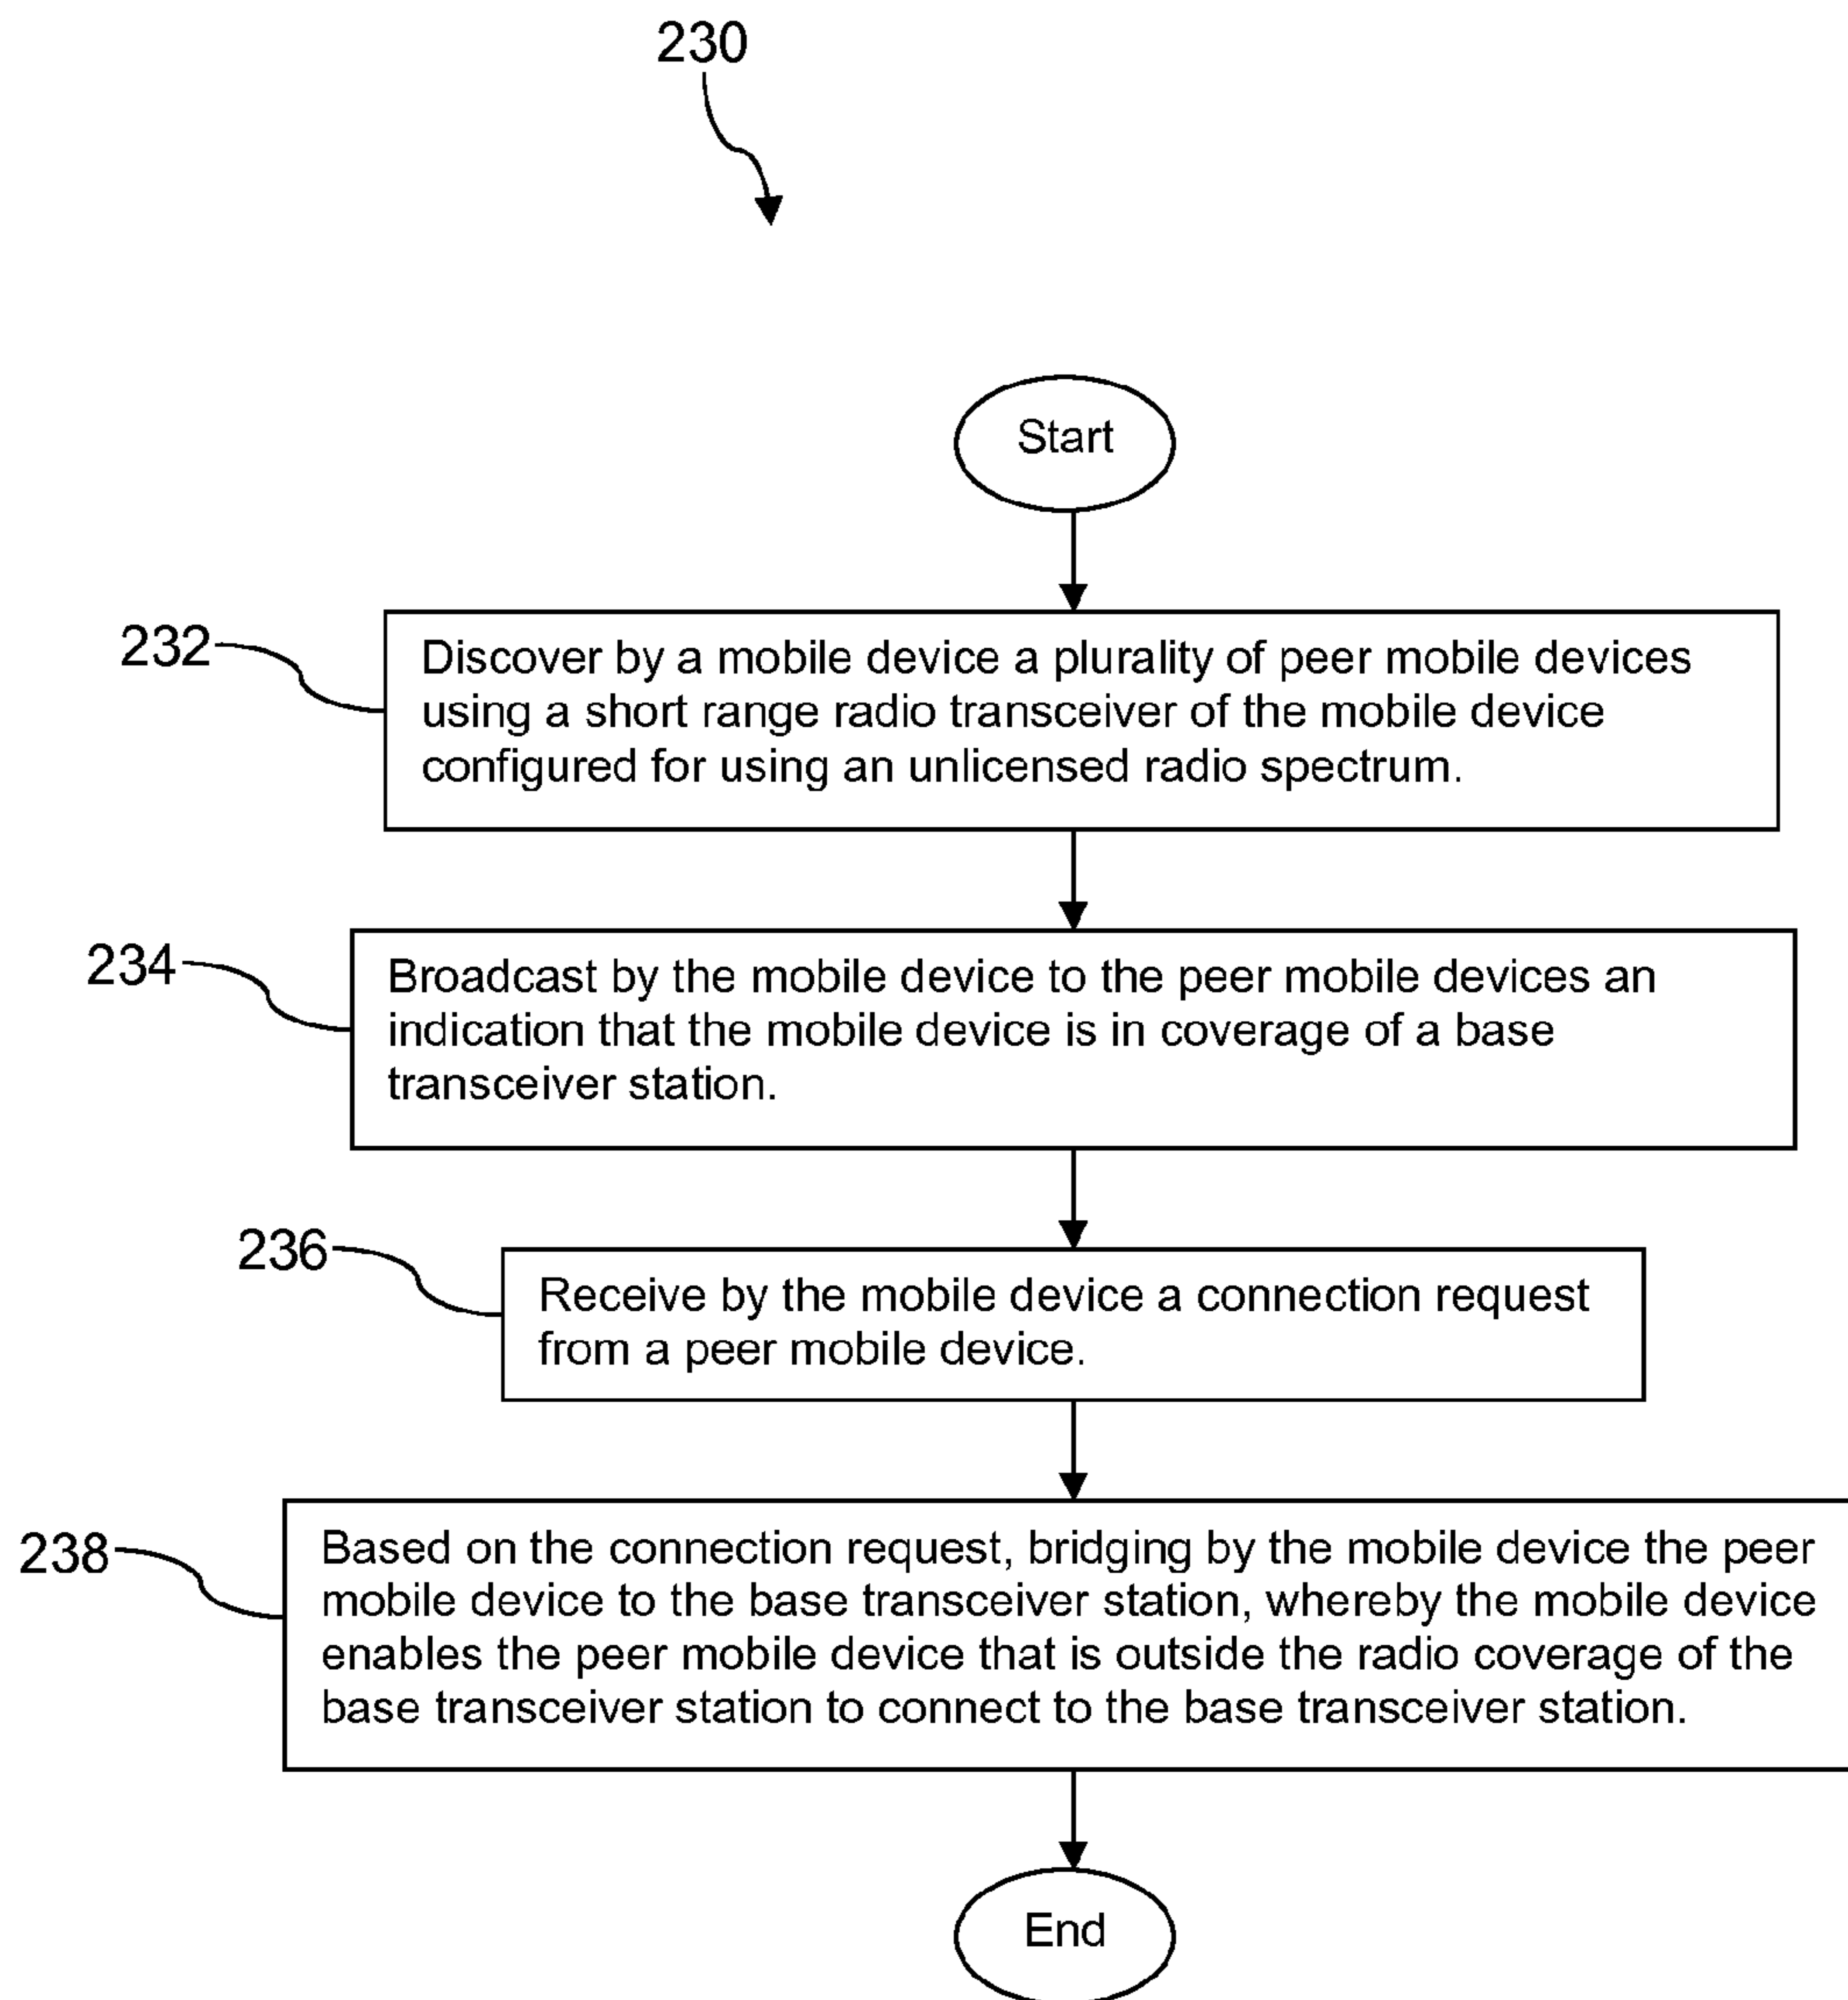 230
Start
232
Discover by a mobile device a plurality of peer mobile devices
using a short range radio transceiver of the mobile device
configured for using an unlicensed radio spectrum.
234
Broadcast by the mobile device to the peer mobile devices an
indication that the mobile device is in coverage of a base
transceiver station.
236
Receive by the mobile device a connection request
from a peer mobile device.
238
Based on the connection request, bridging by the mobile device the peer
mobile device to the base transceiver station, whereby the mobile device
enables the peer mobile device that is outside the radio coverage of the
base transceiver station to connect to the base transceiver station.
End